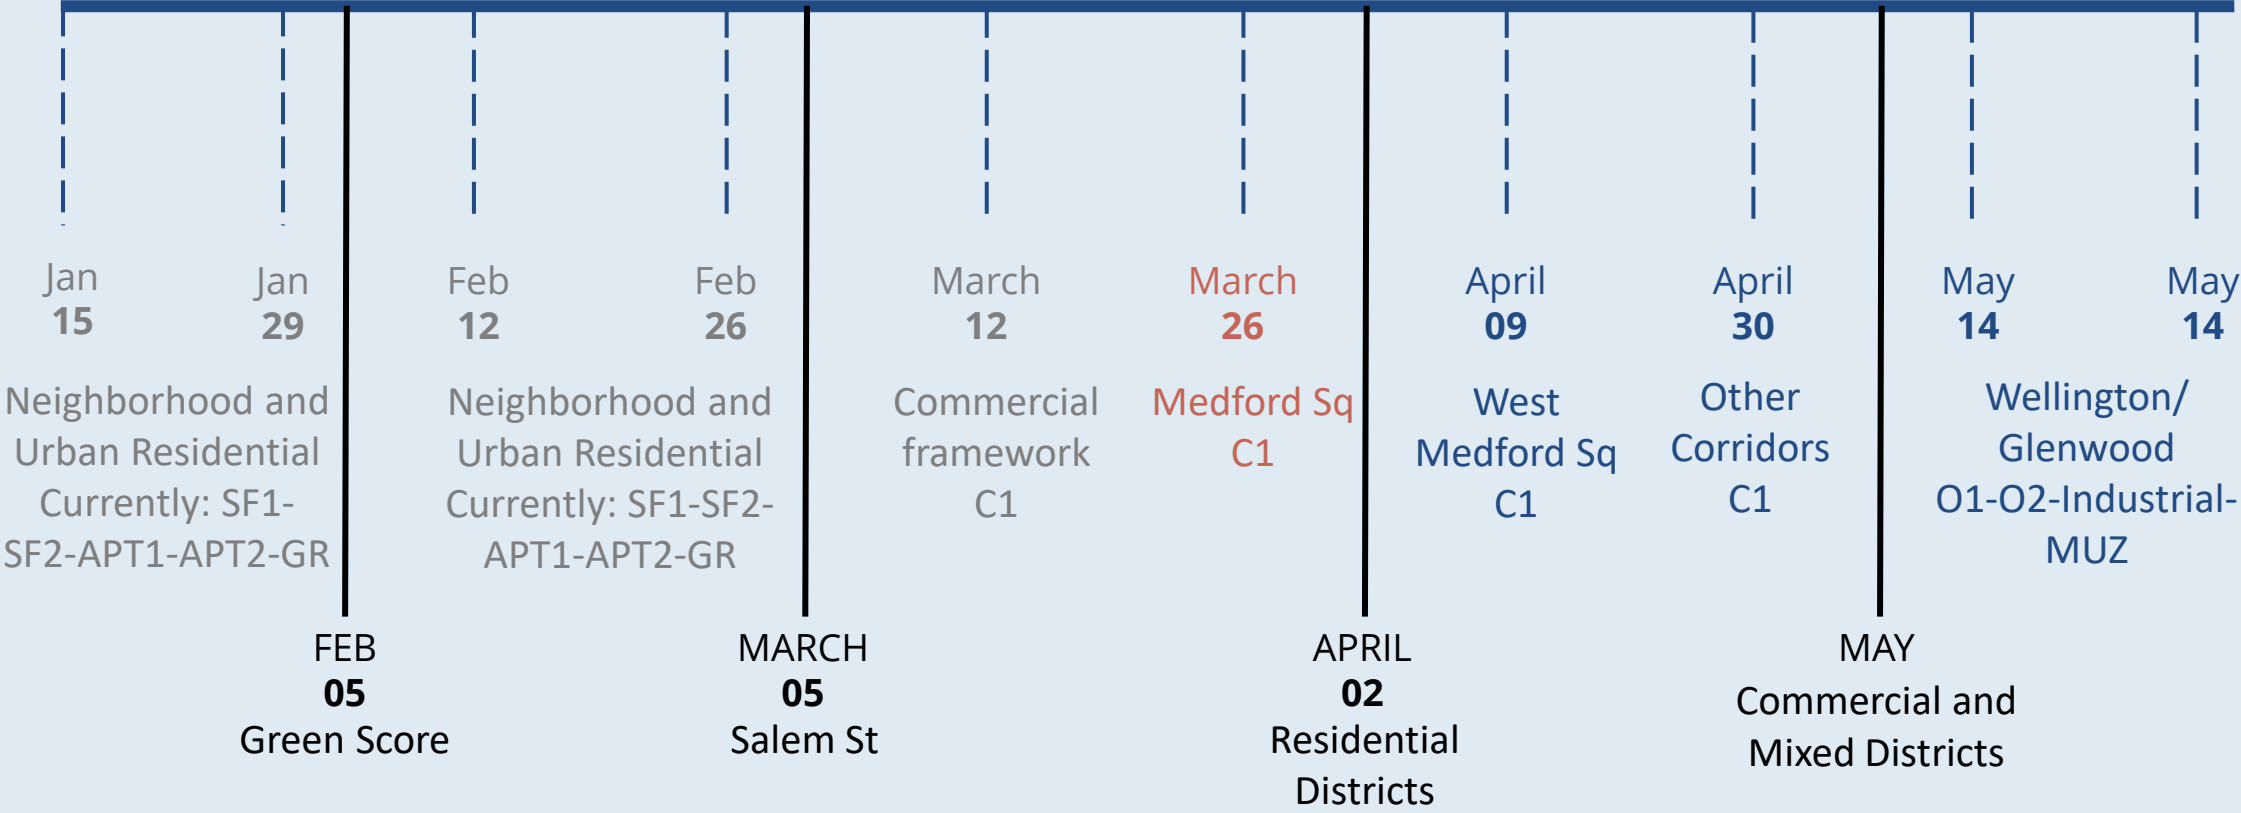 Jan
15
Jan
29
Feb
12
Feb
26
March
12
March
26
April
09
April
30
May
14
May
14
Neighborhood and
Urban Residential
Currently: SF1-
SF2-APT1-APT2-GR
Neighborhood and
Urban Residential
Currently: SF1-SF2-
APT1-APT2-GR
Commercial
framework
C1
Medford Sq
C1
West
Medford Sq
C1
Other
Corridors
C1
Wellington/
Glenwood
O1-O2-Industrial-
MUZ
FEB
05
Green Score
MARCH
05
Salem St
APRIL
02
Residential
Districts
MAY
Commercial and
Mixed Districts